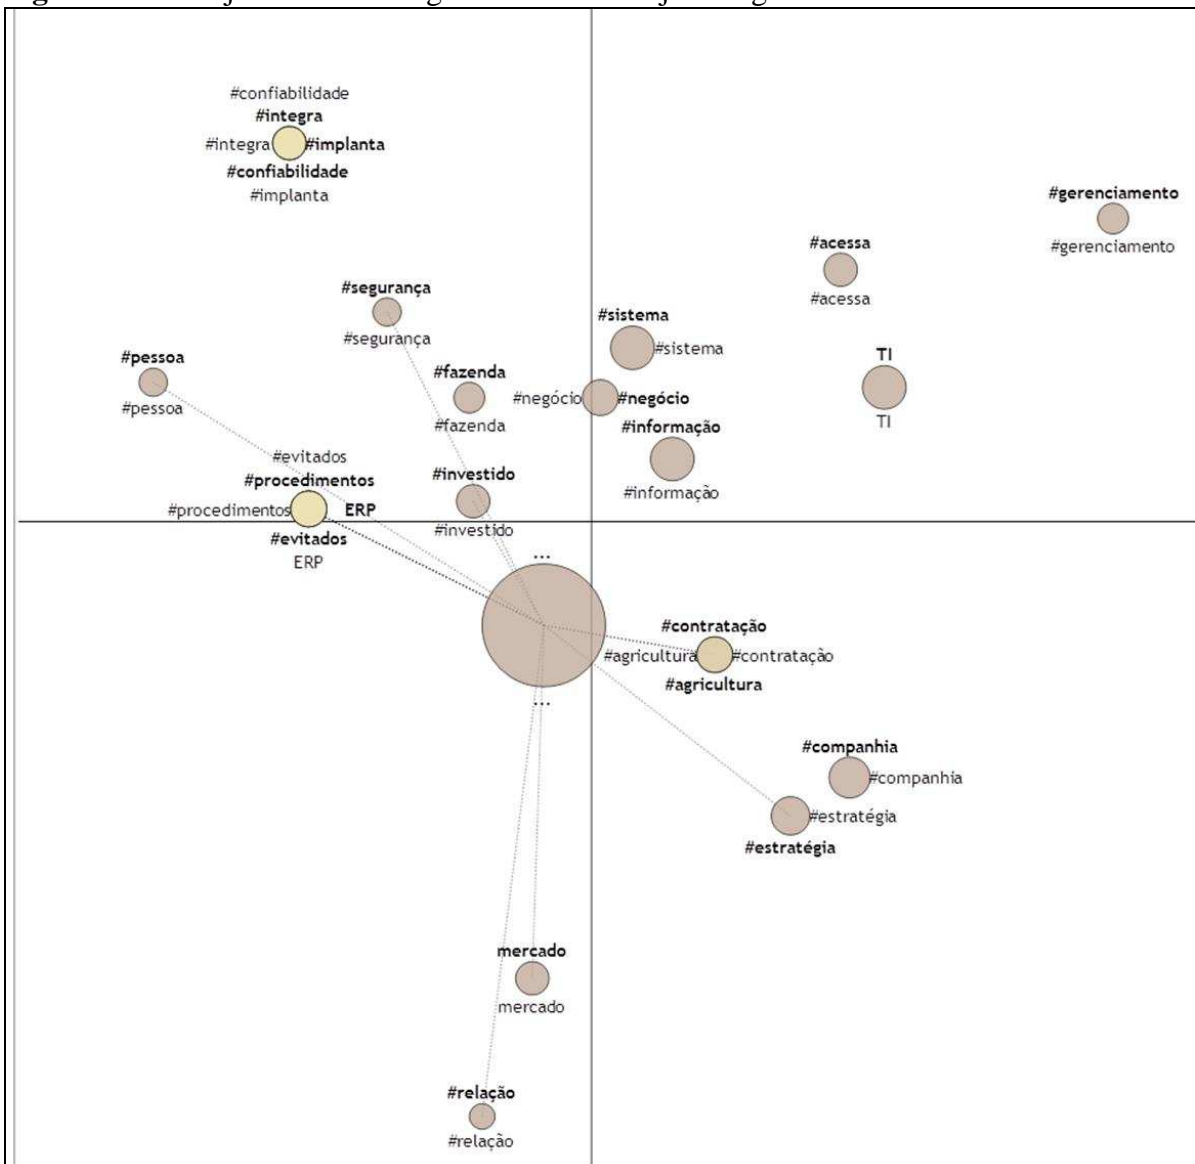 #confiabilidade
#integra
#integra #implanta
#confiabilidade
#implanta
#gerenciamento
#gerenciamento
#acessa
#acessa
#segurança
#segurança
#sistema
#sistema
#pessoa
#pessoa
#fazenda
#fazenda
#negócio #negócio
TI
TI
#informação
#informação
#evitados
#procedimentos
#procedimentos ERP
#evitados
ERP
#investido
#investido
...
...
#contratação
#agricultura #contratação
#agricultura
#companhia
#companhia
#estratégia
#estratégia
mercado
mercado
#relação
#relação